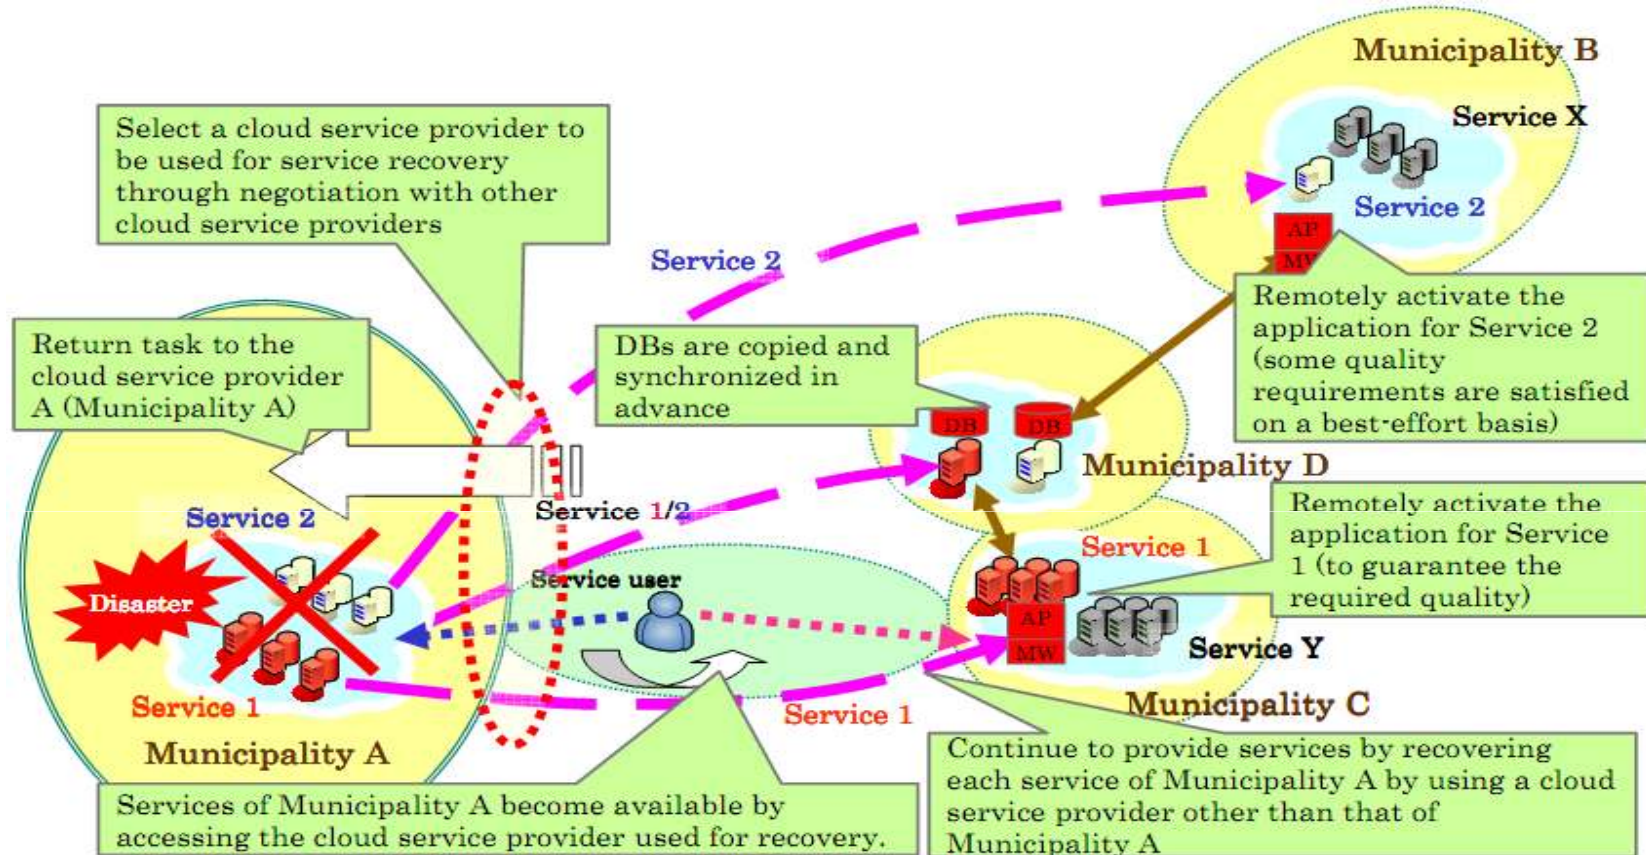 Municipality B
Service X
Service 2
AP
MW
Select a cloud service provider to
be used for service recovery
through negotiation with other
cloud service providers
Service 2
Remotely activate the
application for Service 2
(some quality
requirements are satisfied
on a best-effort basis)
Return task to the
cloud service provider
A (Municipality A)
DBs are copied and
synchronized in
advance
DB
DB
Municipality D
Service 1/2
Service 2
Disaster
Service 1
Municipality A
Service user
Remotely activate the
application for Service
1 (to guarantee the
required quality)
Service 1
AP
MW
Service Y
Municipality C
Service 1
Services of Municipality A become available by
accessing the cloud service provider used for recovery.
Continue to provide services by recovering
each service of Municipality A by using a cloud
service provider other than that of
Municipality A